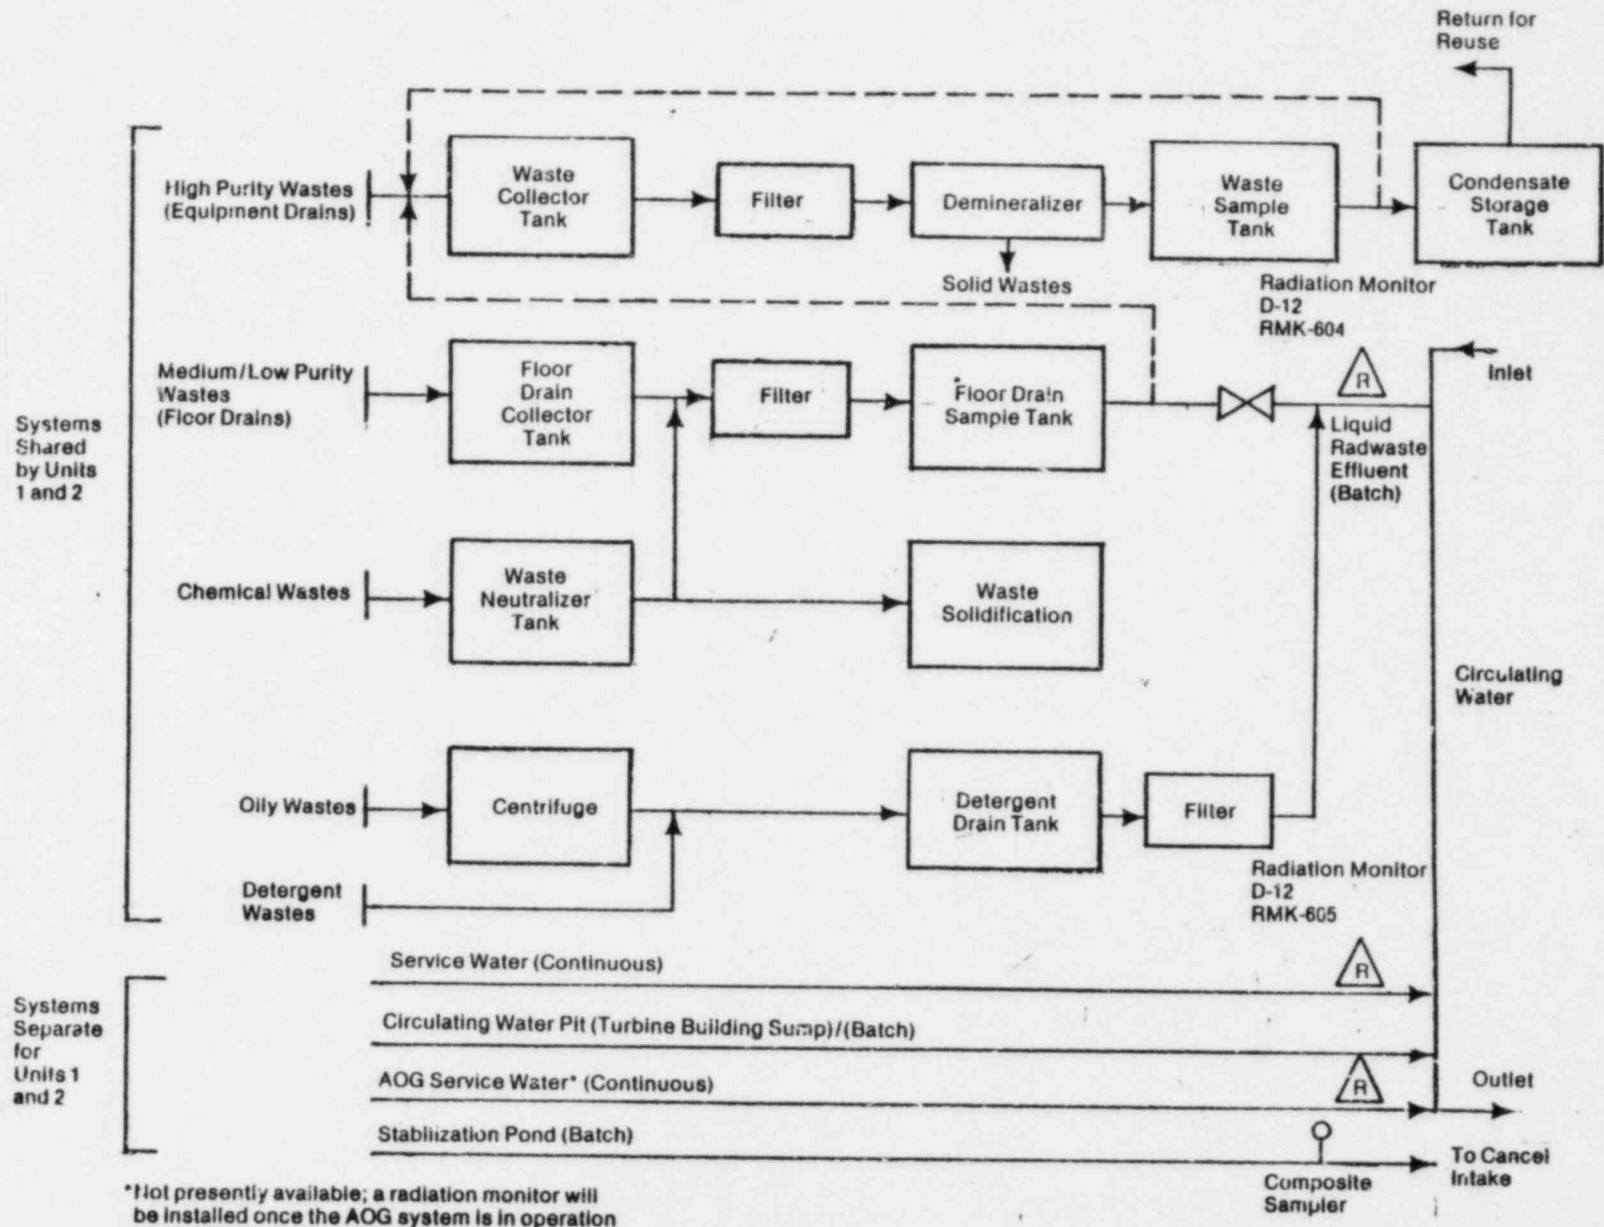 Return for
Reuse
High Purity Wastes
(Equipment Drains)
Waste
Collector
Tank
Filter
Demineralizer
Waste
Sample
Tank
Condensate
Storage
Tank
Solid Wastes
Radiation Monitor
D-12
RMK-604
R
Inlet
Medium/Low Purity
Wastes
(Floor Drains)
Floor
Drain
Collector
Tank
Filter
Floor Drain
Sample Tank
Liquid
Radwaste
Effluent
(Batch)
Systems
Shared
by Units
1 and 2
Chemical Wastes
Waste
Neutralizer
Tank
Waste
Solidification
Circulating
Water
Oily Wastes
Centrifuge
Detergent
Drain Tank
Filter
Detergent
Wastes
Radiation Monitor
D-12
RMK-605
Service Water (Continuous)
R
Systems
Separate
for
Units 1
and 2
Circulating Water Pit (Turbine Building Sump)/(Batch)
AOG Service Water* (Continuous)
R
Outlet
Stabilization Pond (Batch)
Composite
Sampler
To Cancel
Intake
*Not presently available; a radiation monitor will
be installed once the AOG system is in operation